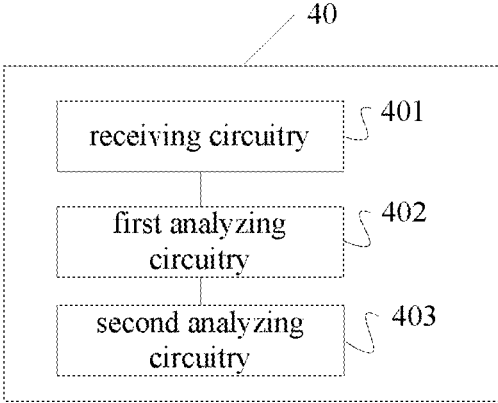 40
receiving circuitry
401
first analyzing
circuitry
402
second analyzing
circuitry
403